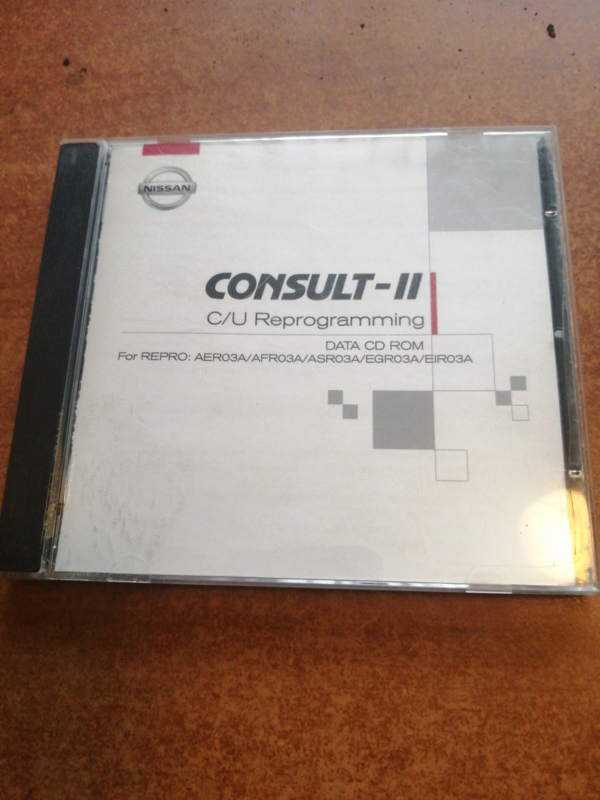 NISSAN
CONSULT-II
C/U Reprogramming
DATA CD ROM
For REPRO: AER03A/AFR03A/ASR03A/EGR03A/EIR03A